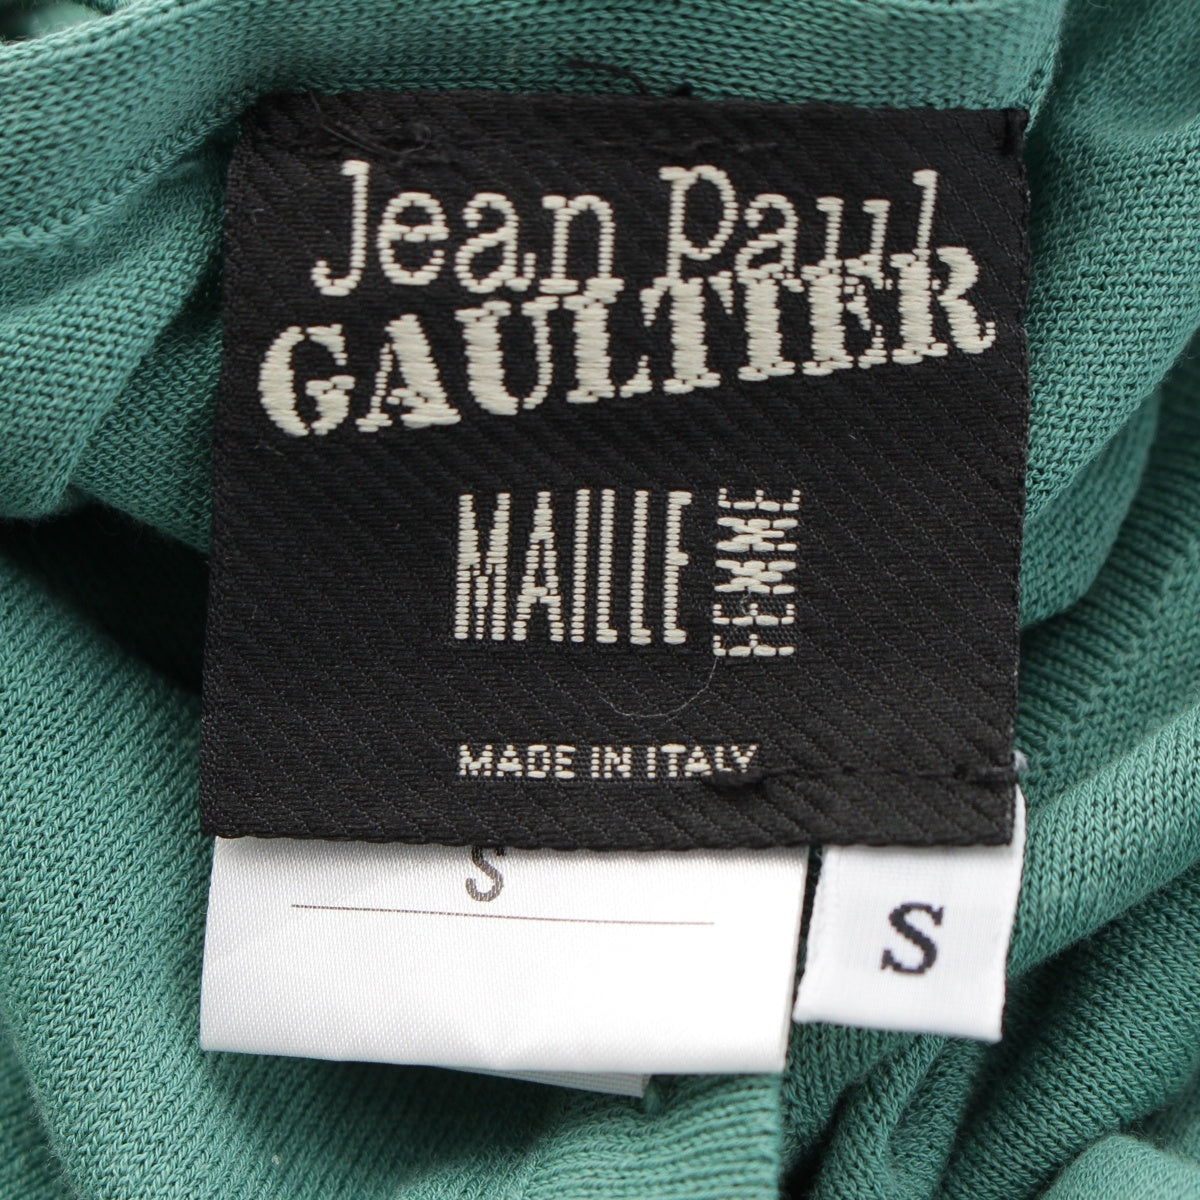 Jean Paul
GAULTIER
MAILLE FEMME
MADE IN ITALY
S
S